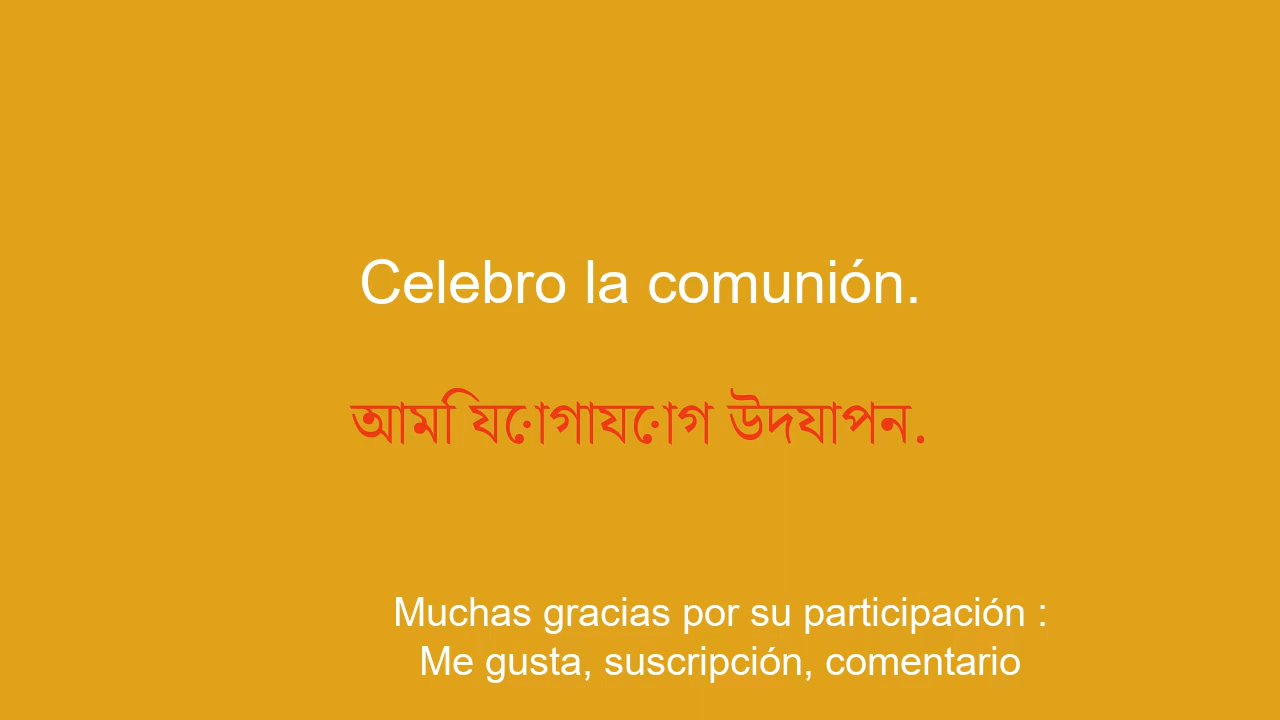 Celebro la comunión.
আমি যোগাযোগ উদযাপন.
Muchas gracias por su participación :
Me gusta, suscripción, comentario